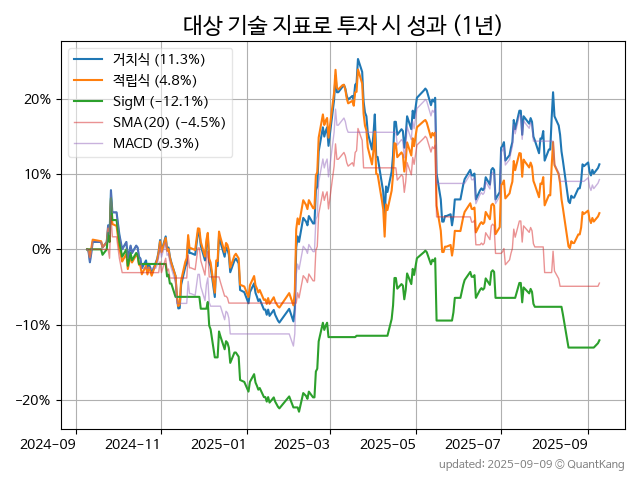 대상 기술 지표로 투자 시 성과 (1년)
거치식 (11.3%)
적립식 (4.8%)
SigM (−12.1%)
SMA(20) (−4.5%)
MACD (9.3%)
20%
10%
0%
−10%
−20%
2024-09 2024-11 2025-01 2025-03 2025-05 2025-07 2025-09
updated: 2025-09-09 © QuantKang